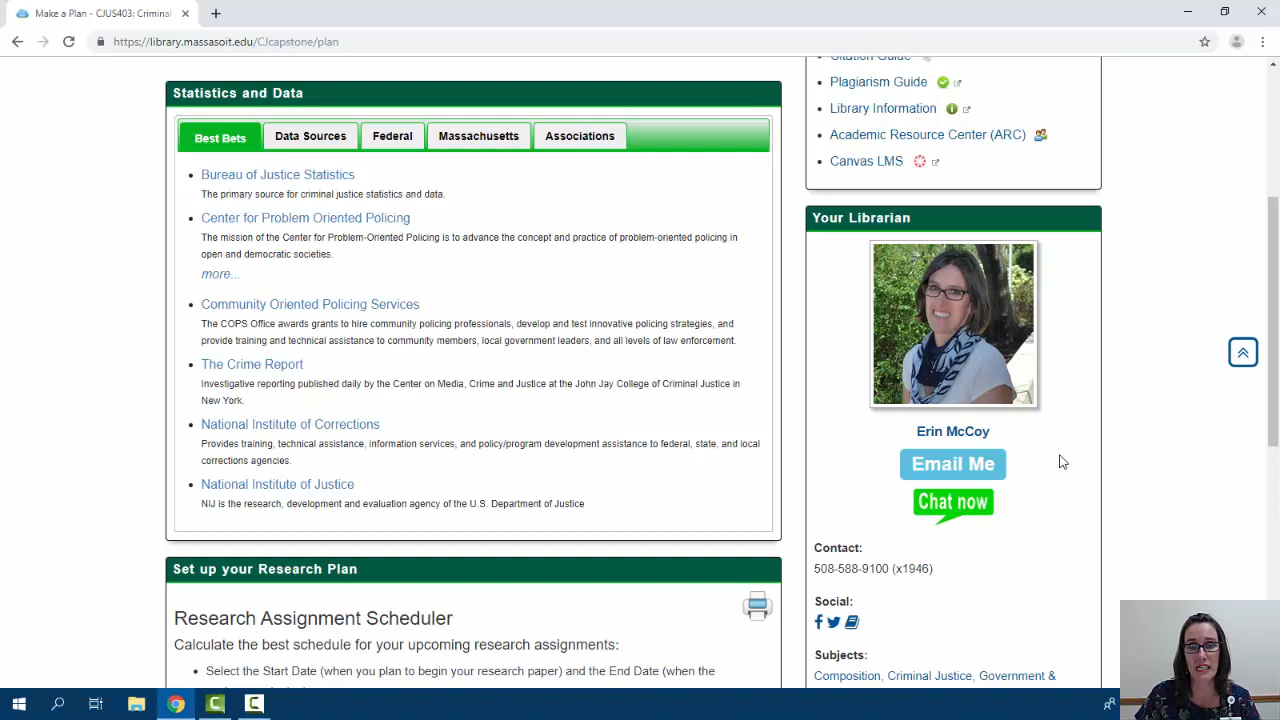 Make a Plan - CJUS403: Criminal
https://library.massasoit.edu/CJcapstone/plan
Statistics and Data
Best Bets
Data Sources
Federal
Massachusetts
Associations
Bureau of Justice Statistics
The primary source for criminal justice statistics and data.
Center for Problem Oriented Policing
The mission of the Center for Problem-Oriented Policing is to advance the concept and practice of problem-oriented policing in
open and democratic societies.
more...
Community Oriented Policing Services
The COPS Office awards grants to hire community policing professionals, develop and test innovative policing strategies, and
provide training and technical assistance to community members, local government leaders, and all levels of law enforcement.
The Crime Report
Investigative reporting published daily by the Center on Media, Crime and Justice at the John Jay College of Criminal Justice in
New York.
National Institute of Corrections
Provides training, technical assistance, information services, and policy/program development assistance to federal, state, and local
corrections agencies.
National Institute of Justice
NIJ is the research, development and evaluation agency of the U.S. Department of Justice
Set up your Research Plan
Research Assignment Scheduler
Calculate the best schedule for your upcoming research assignments:
Select the Start Date (when you plan to begin your research paper) and the End Date (when the
Citation Guide
Plagiarism Guide
Library Information
Academic Resource Center (ARC)
Canvas LMS
Your Librarian
Erin McCoy
Email Me
Chat now
Contact:
508-588-9100 (x1946)
Social:
Subjects:
Composition, Criminal Justice, Government &